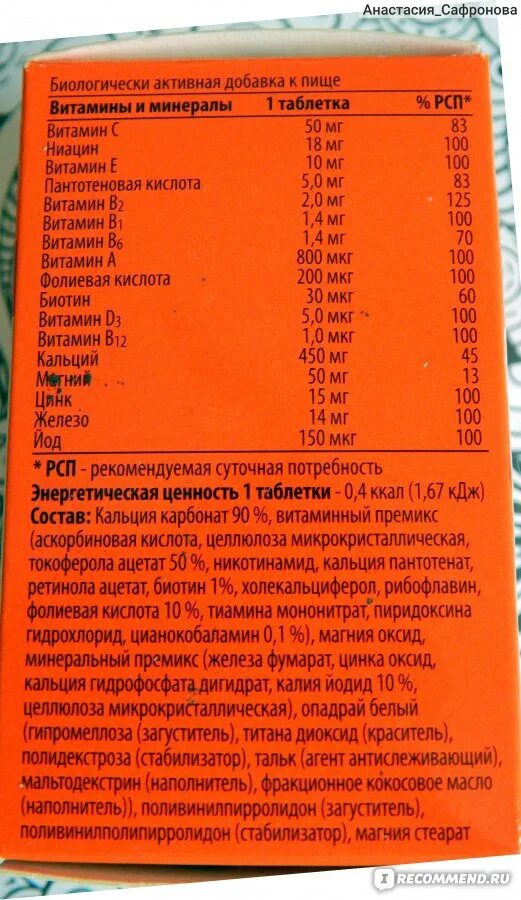 Анастасия_Сафронова
Биологически активная добавка к пище
Витамины и минералы 1 таблетка % РСП*
Витамин C 50 мг 83
Ниацин 18 мг 100
Витамин E 10 мг 100
Пантотеновая кислота 5,0 мг 83
Витамин B2 2,0 мг 125
Витамин B1 1,4 мг 100
Витамин B6 1,4 мг 70
Витамин A 800 мкг 100
Фолиевая кислота 200 мкг 100
Биотин 30 мкг 60
Витамин D3 5,0 мкг 100
Витамин B12 1,0 мкг 100
Кальций 450 мг 45
Магний 50 мг 13
Цинк 15 мг 100
Железо 14 мг 100
Йод 150 мкг 100
* РСП - рекомендуемая суточная потребность
Энергетическая ценность 1 таблетки - 0,4 ккал (1,67 кДж)
Состав: Кальция карбонат 90 %, витаминный премикс
(аскорбиновая кислота, целлюлоза микрокристаллическая,
токоферола ацетат 50 %, никотинамид, кальция пантотенат,
ретинола ацетат, биотин 1%, холекальциферол, рибофлавин,
фолиевая кислота 10 %, тиамина мононитрат, пиридоксина
гидрохлорид, цианокобаламин 0,1 %), магния оксид,
минеральный премикс (железа фумарат, цинка оксид,
кальция гидрофосфата дигидрат, калия йодид 10 %,
целлюлоза микрокристаллическая), опадрай белый
(гипромеллоза (загуститель), титана диоксид (краситель),
полидекстроза (стабилизатор), тальк (агент антислеживающий),
мальтодекстрин (наполнитель), фракционное кокосовое масло
(наполнитель)), поливинилпирролидон (загуститель),
поливинилполипирролидон (стабилизатор), магния стеарат
I RECOMMEND.RU